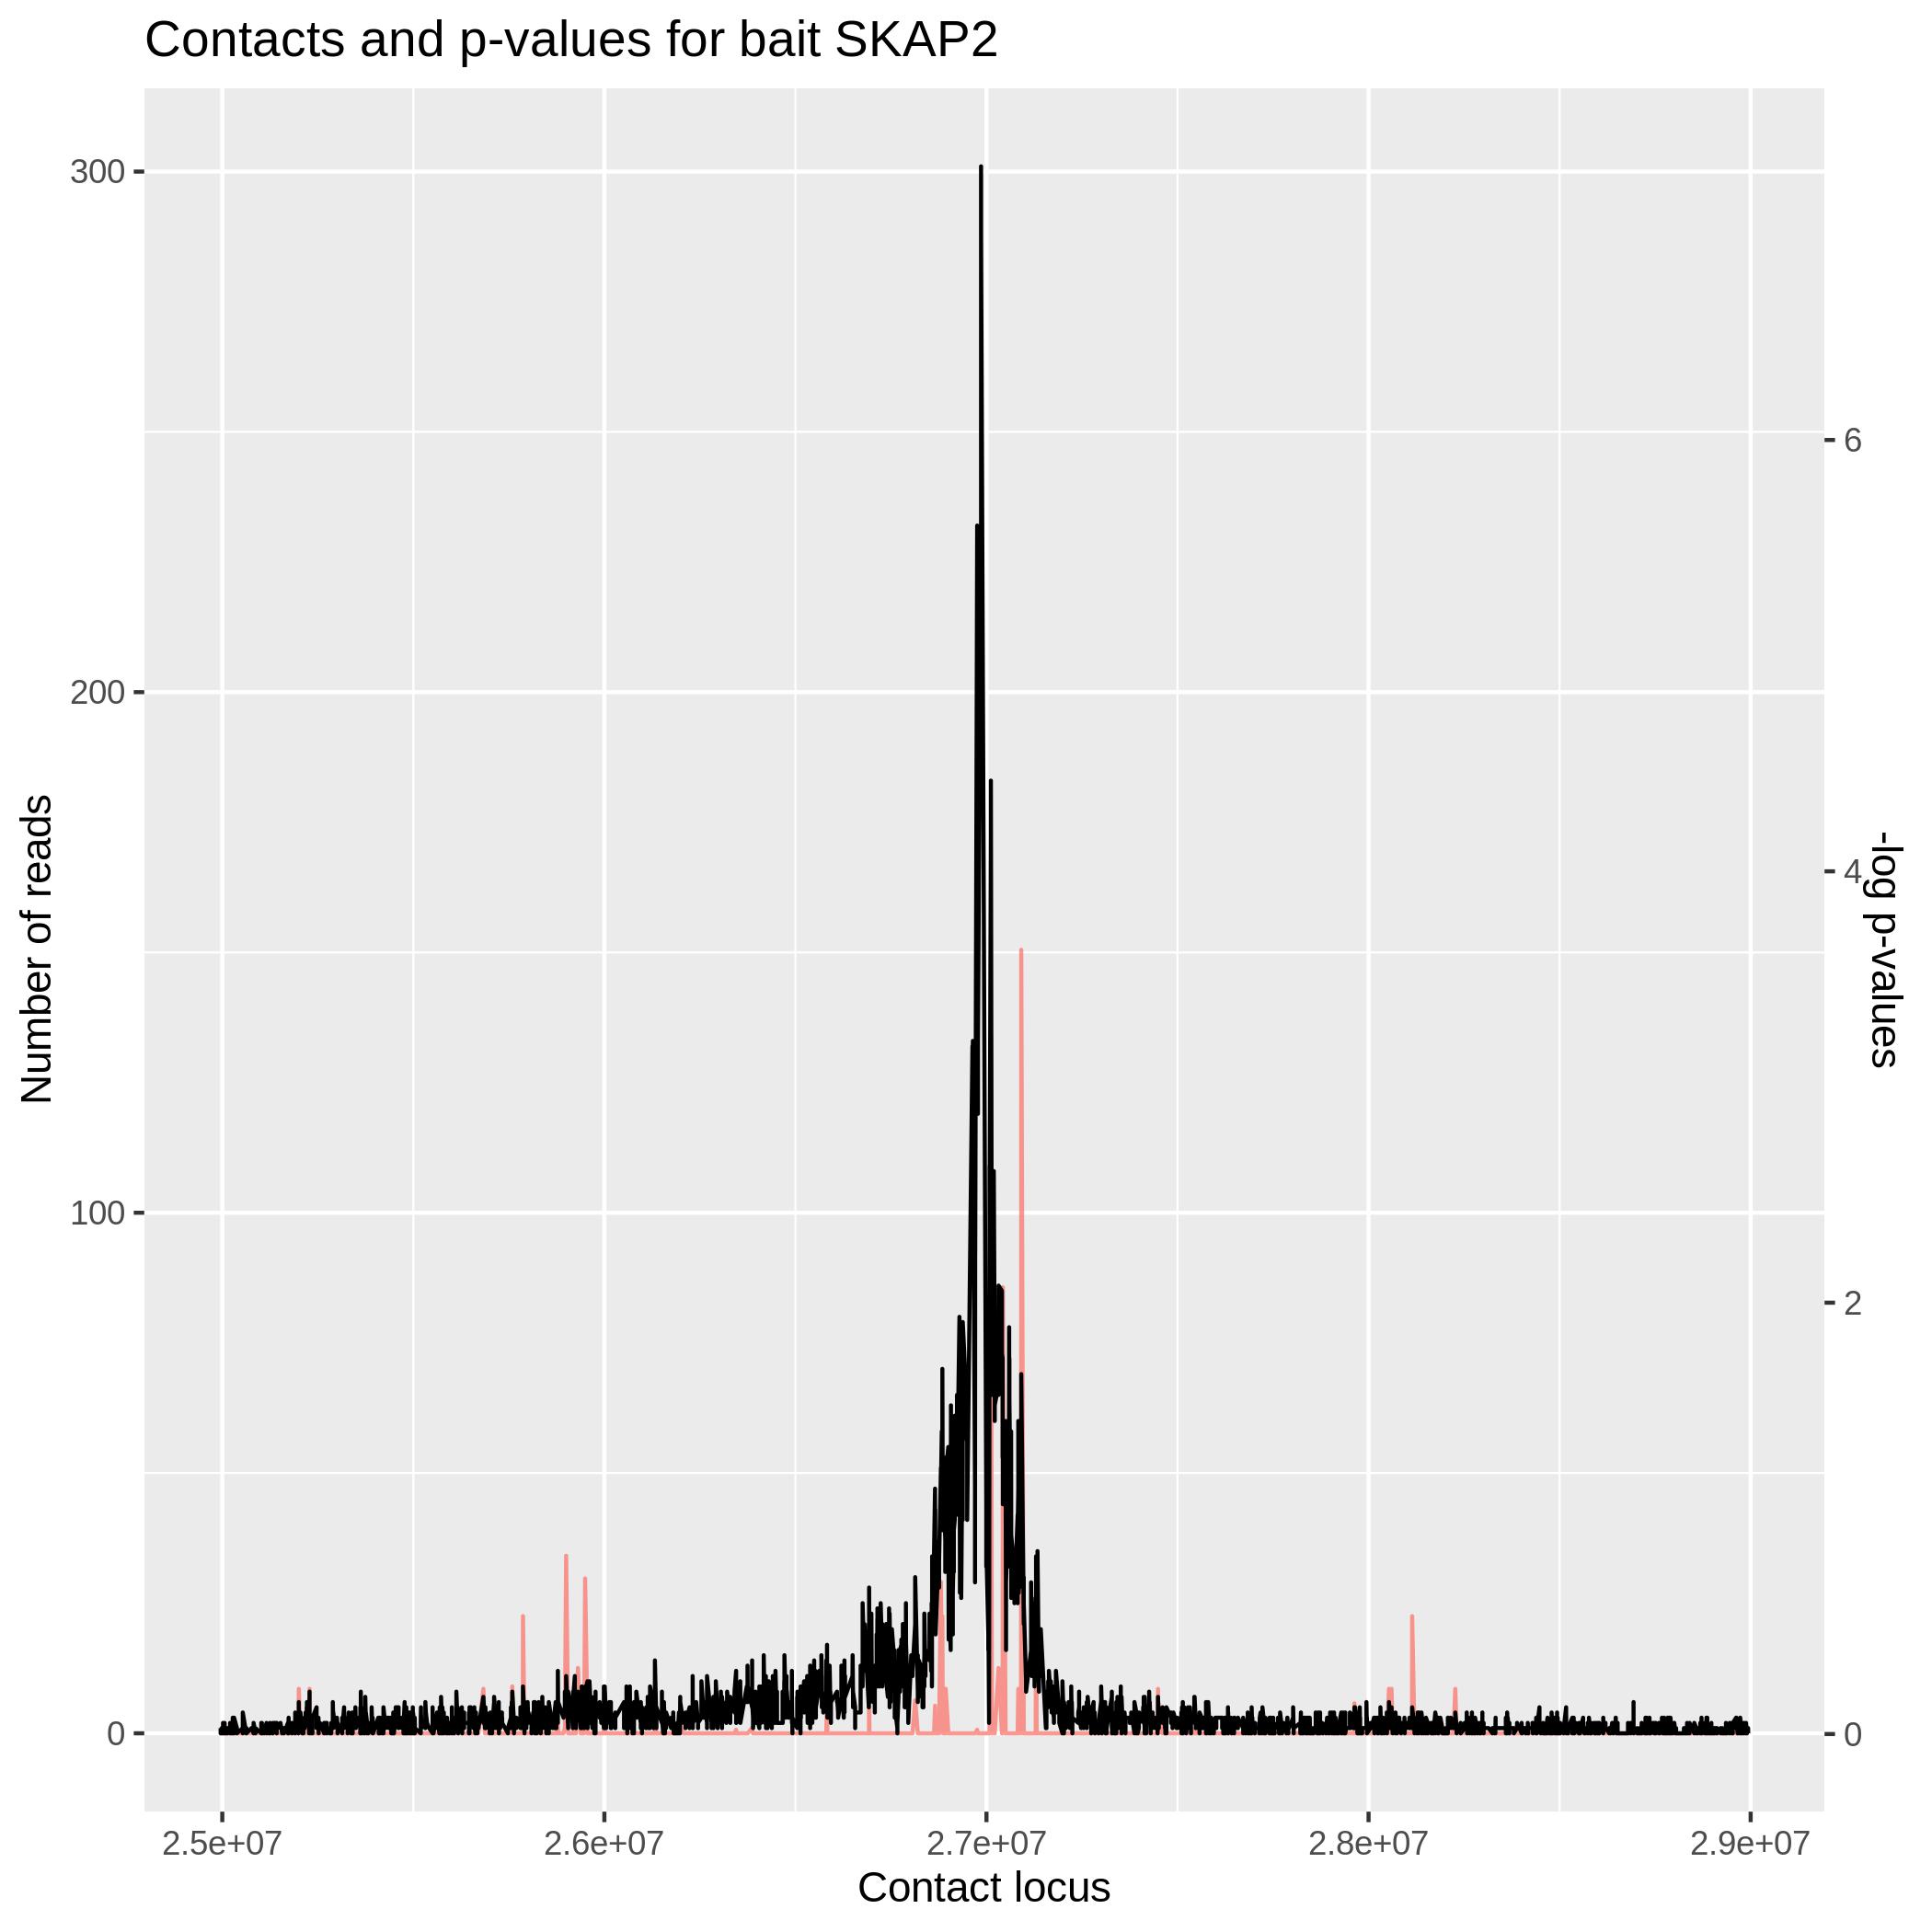 Contacts and p-values for bait SKAP2
300
200
100
0
Number of reads
6
4
2
0
-log p-values
2.5e+07 2.6e+07 2.7e+07 2.8e+07 2.9e+07
Contact locus